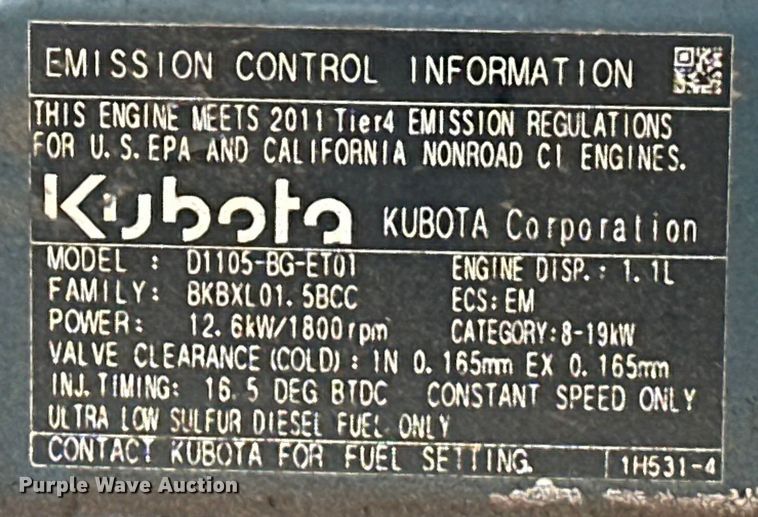 EMISSION CONTROL INFORMATION
THIS ENGINE MEETS 2011 Tier4 EMISSION REGULATIONS
FOR U.S.EPA AND CALIFORNIA NONROAD CI ENGINES.
Kubota KUBOTA Corporation
MODEL : D1105-BG-ET01 ENGINE DISP.: 1.1L
FAMILY: BKBXL01.5BCC ECS:EM
POWER: 12.6kW/1800rpm CATEGORY:8-19kW
VALVE CLEARANCE(COLD): IN 0.165mm EX 0.165mm
INJ.TIMING: 16.5 DEG BTDC CONSTANT SPEED ONLY
ULTRA LOW SULFUR DIESEL FUEL ONLY
CONTACT KUBOTA FOR FUEL SETTING. 1H531-4
Purple Wave Auction